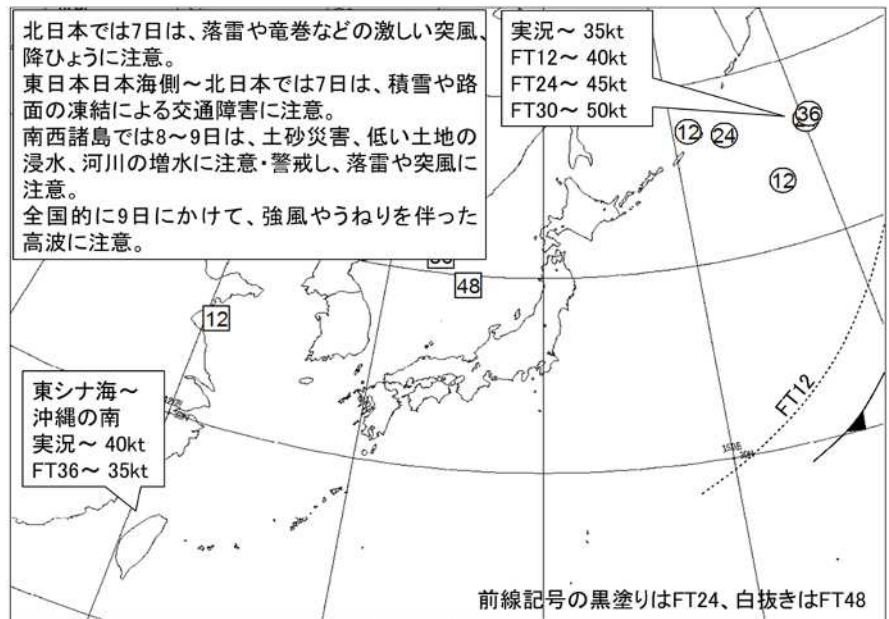 北日本では7日は、落雷や竜巻などの激しい突風、
降ひょうに注意。
東日本日本海側～北日本では7日は、積雪や路
面の凍結による交通障害に注意。
南西諸島では8～9日は、土砂災害、低い土地の
浸水、河川の増水に注意・警戒し、落雷や突風に
注意。
全国的に9日にかけて、強風やうねりを伴った
高波に注意。
実況～ 35kt
FT12～ 40kt
FT24～ 45kt
FT30～ 50kt
36
12
24
12
48
12
東シナ海～
沖縄の南
実況～ 40kt
FT36～ 35kt
FT12
150E
30N
前線記号の黒塗りはFT24、白抜きはFT48